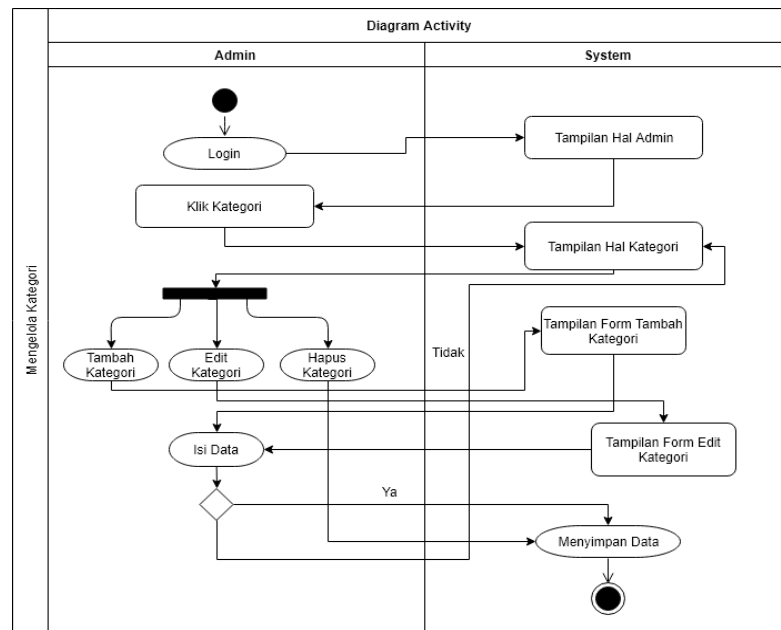 Diagram Activity
Admin
System
Mengelola Kategori
Login
Tampilan Hal Admin
Klik Kategori
Tampilan Hal Kategori
Tambah
Kategori
Edit
Kategori
Hapus
Kategori
Tidak
Tampilan Form Tambah
Kategori
Isi Data
Tampilan Form Edit
Kategori
Ya
Menyimpan Data